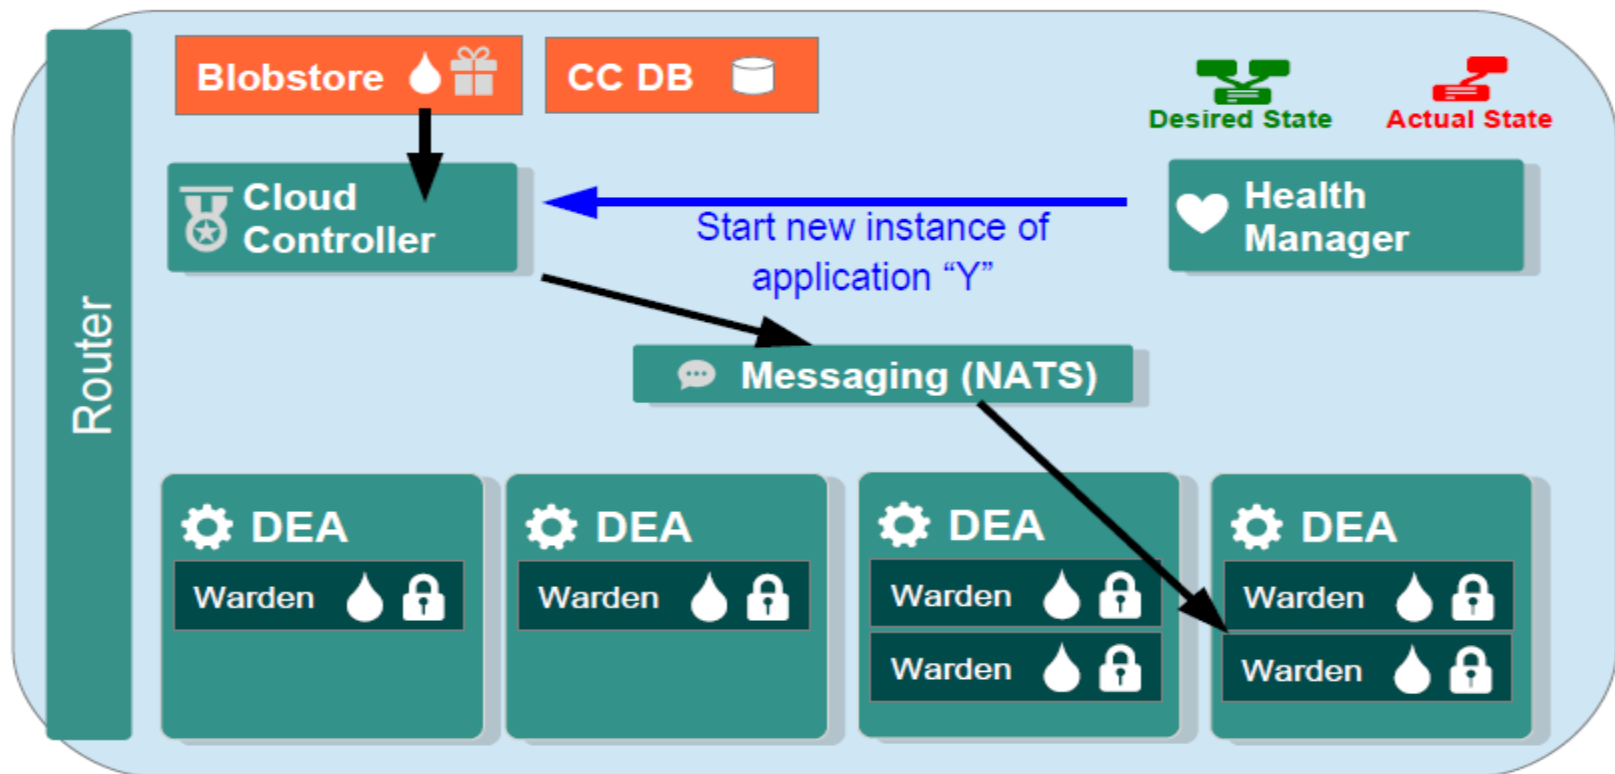 Router
Blobstore
CC DB
Desired State
Actual State
Cloud
Controller
Start new instance of
application “Y”
Health
Manager
Messaging (NATS)
DEA
Warden
DEA
Warden
DEA
Warden
Warden
DEA
Warden
Warden